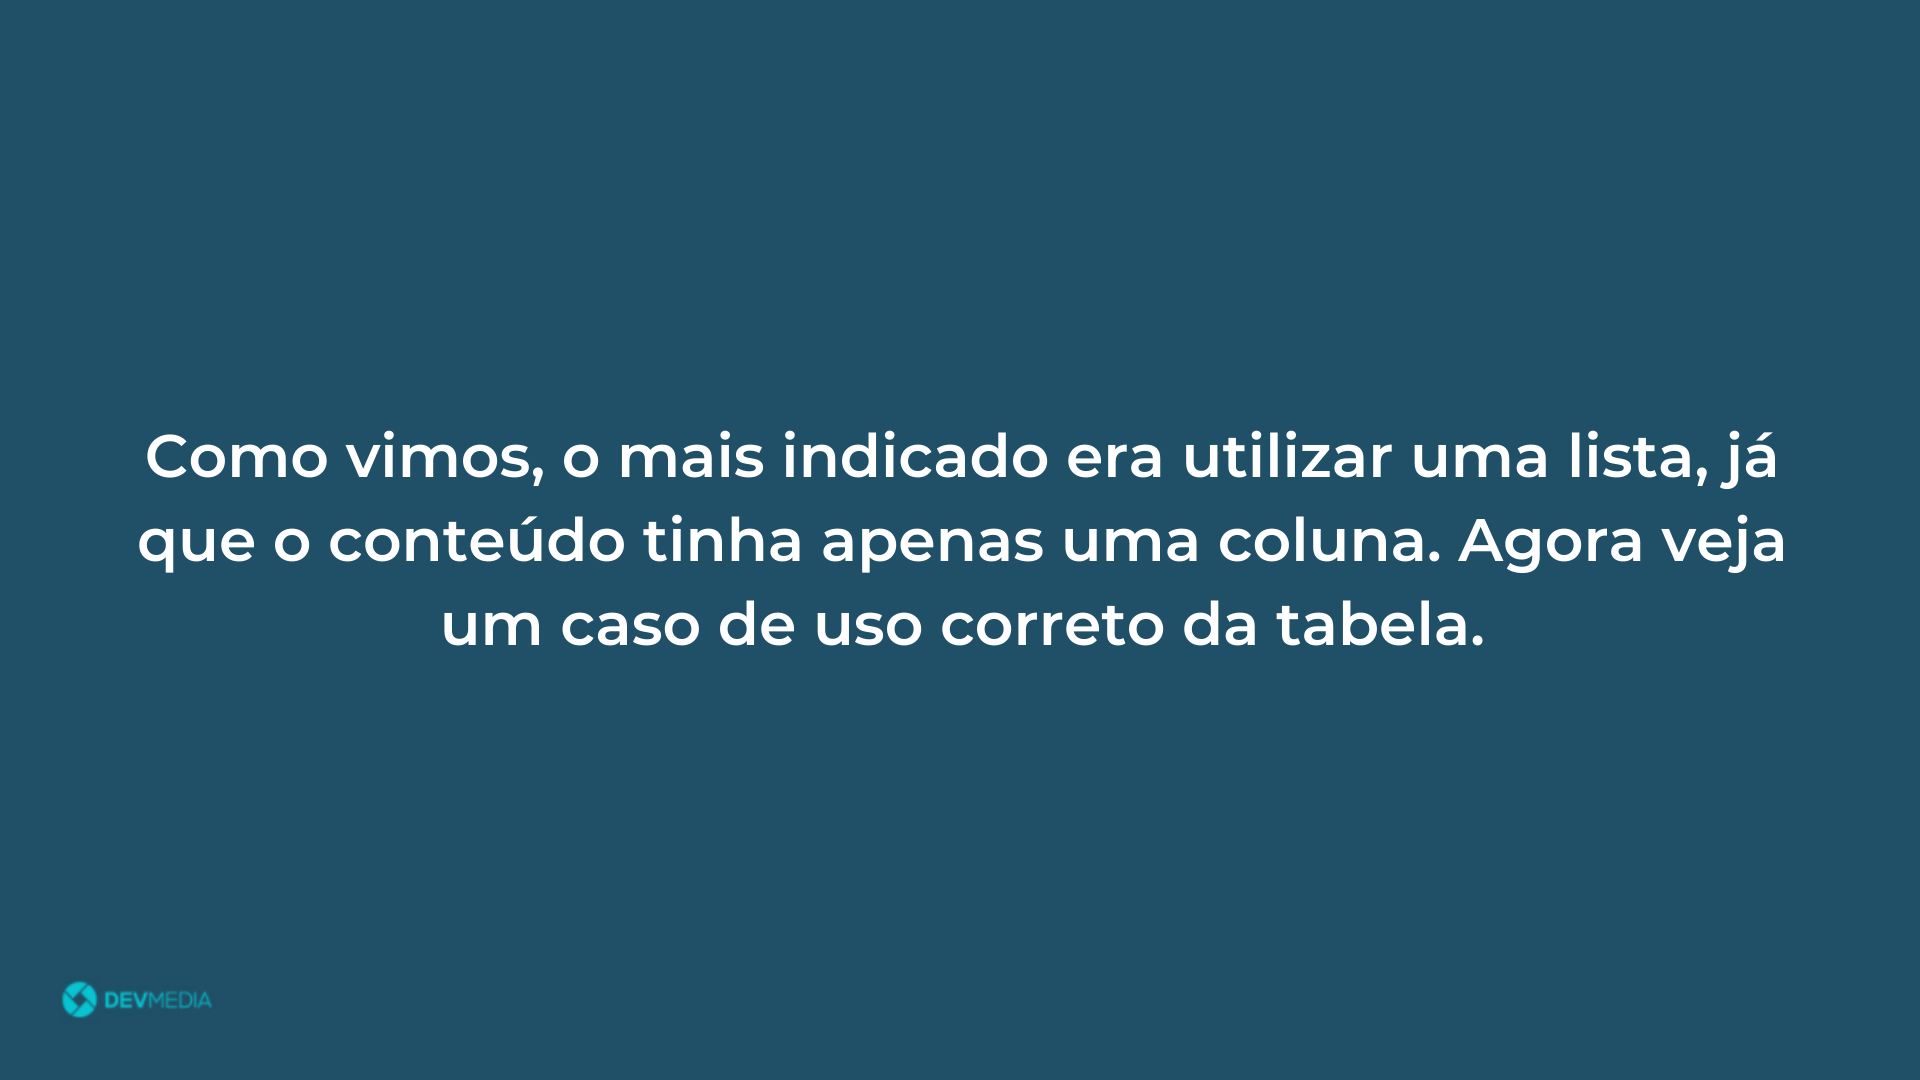 Como vimos, o mais indicado era utilizar uma lista, já
que o conteúdo tinha apenas uma coluna. Agora veja
um caso de uso correto da tabela.
DEVMEDIA